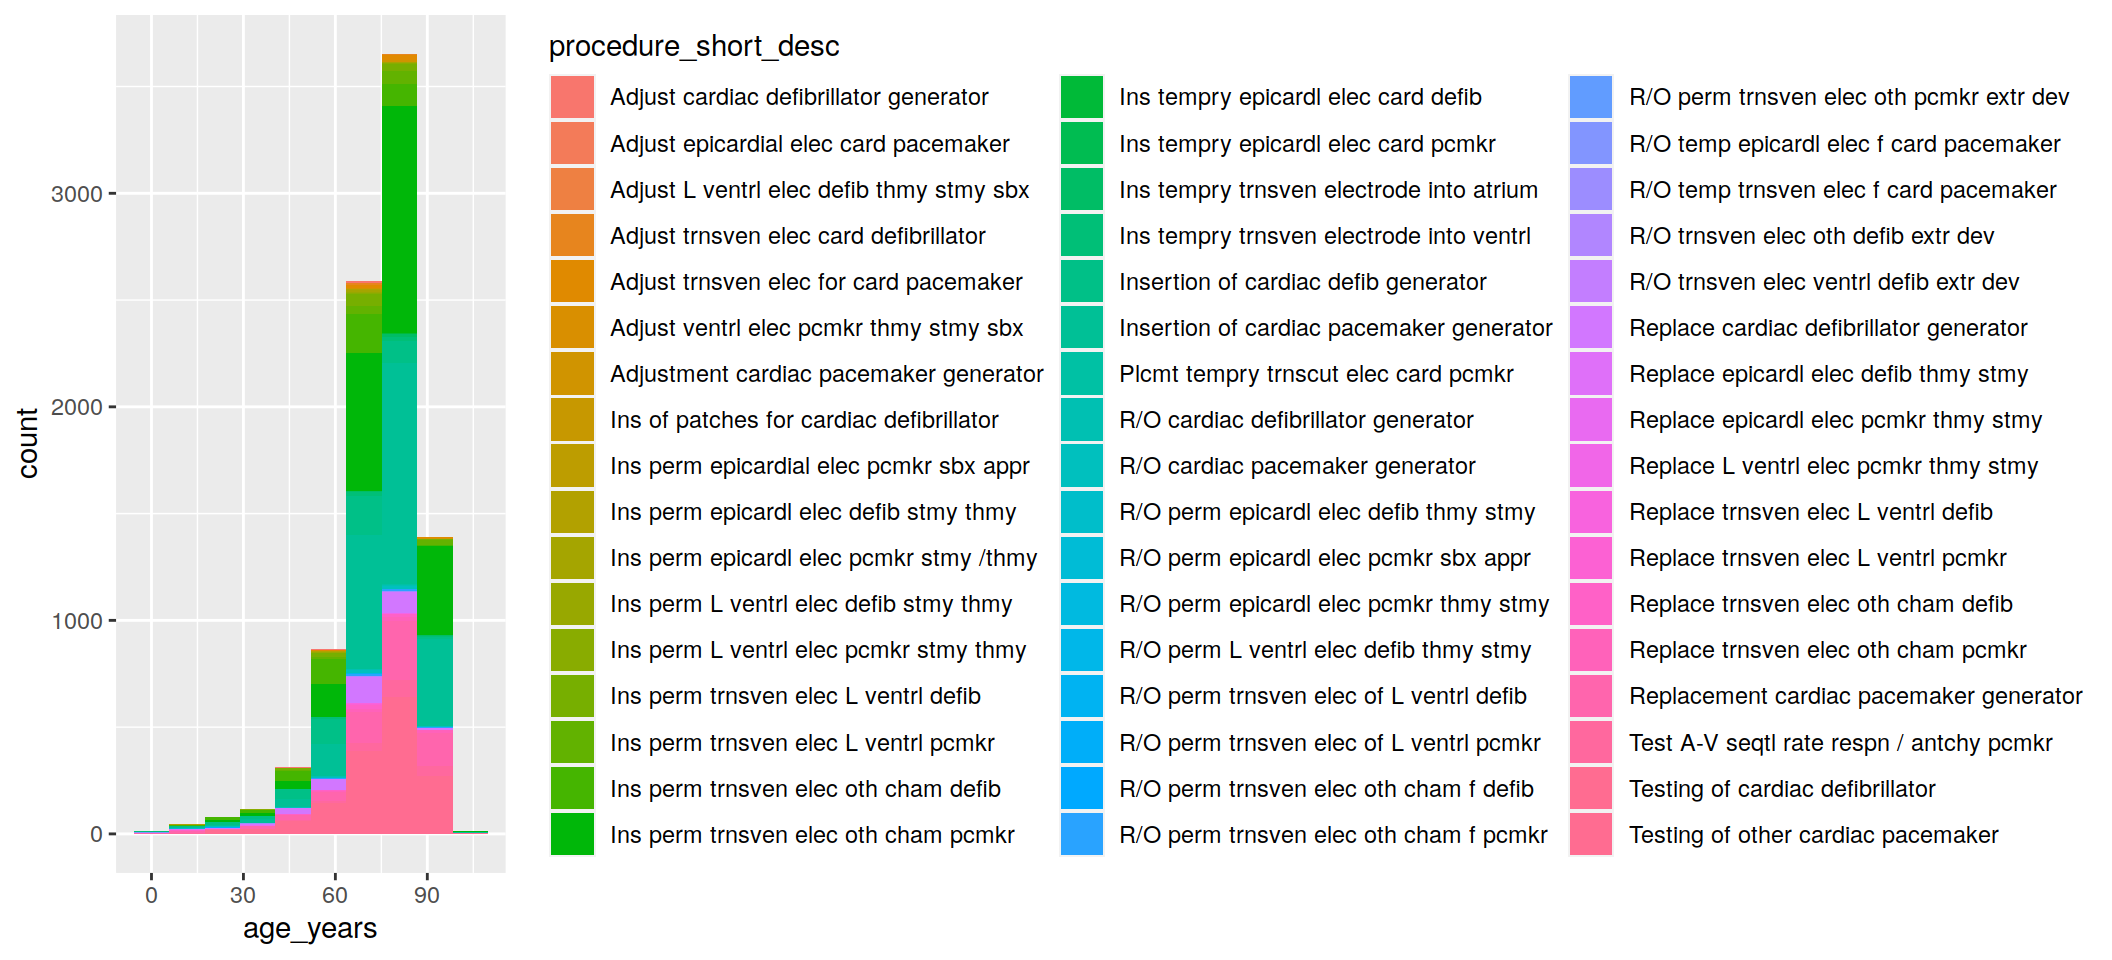 procedure_short_desc
Adjust cardiac defibrillator generator
Adjust epicardial elec card pacemaker
Adjust L ventrl elec defib thmy stmy sbx
Adjust trnsven elec card defibrillator
Adjust trnsven elec for card pacemaker
Adjust ventrl elec pcmkr thmy stmy sbx
Adjustment cardiac pacemaker generator
Ins of patches for cardiac defibrillator
Ins perm epicardial elec pcmkr sbx appr
Ins perm epicardl elec defib stmy thmy
Ins perm epicardl elec pcmkr stmy /thmy
Ins perm L ventrl elec defib stmy thmy
Ins perm L ventrl elec pcmkr stmy thmy
Ins perm trnsven elec L ventrl defib
Ins perm trnsven elec L ventrl pcmkr
Ins perm trnsven elec oth cham defib
Ins perm trnsven elec oth cham pcmkr
Ins tempry epicardl elec card defib
Ins tempry epicardl elec card pcmkr
Ins tempry trnsven electrode into atrium
Ins tempry trnsven electrode into ventrl
Insertion of cardiac defib generator
Insertion of cardiac pacemaker generator
Plcmt tempry trnscut elec card pcmkr
R/O cardiac defibrillator generator
R/O cardiac pacemaker generator
R/O perm epicardl elec defib thmy stmy
R/O perm epicardl elec pcmkr sbx appr
R/O perm epicardl elec pcmkr thmy stmy
R/O perm L ventrl elec defib thmy stmy
R/O perm trnsven elec of L ventrl defib
R/O perm trnsven elec of L ventrl pcmkr
R/O perm trnsven elec oth cham f defib
R/O perm trnsven elec oth cham f pcmkr
R/O perm trnsven elec oth pcmkr extr dev
R/O temp epicardl elec f card pacemaker
R/O temp trnsven elec f card pacemaker
R/O trnsven elec oth defib extr dev
R/O trnsven elec ventrl defib extr dev
Replace cardiac defibrillator generator
Replace epicardl elec defib thmy stmy
Replace epicardl elec pcmkr thmy stmy
Replace L ventrl elec pcmkr thmy stmy
Replace trnsven elec L ventrl defib
Replace trnsven elec L ventrl pcmkr
Replace trnsven elec oth cham defib
Replace trnsven elec oth cham pcmkr
Replacement cardiac pacemaker generator
Test A-V seqtl rate respn / antchy pcmkr
Testing of cardiac defibrillator
Testing of other cardiac pacemaker
count
3000
2000
1000
0
0 30 60 90
age_years